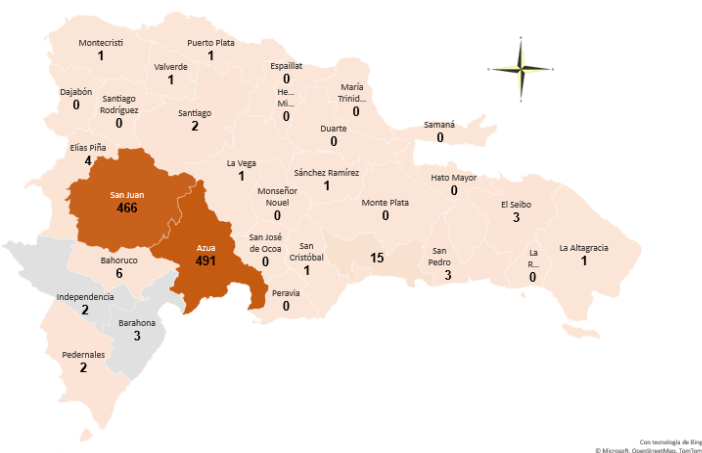 Montecristi
1
Puerto Plata
1
Valverde
1
Espaillat
0
He...
Mi...
0
María
Trinid...
0
Dajabón
0
Santiago
Rodríguez
0
Santiago
2
Duarte
0
Samaná
0
Elías Piña
4
La Vega
1
Sánchez Ramírez
1
Hato Mayor
0
San Juan
466
Monseñor
Nouel
0
Monte Plata
0
El Seibo
3
Azua
491
San José
de Ocoa
0
San
Cristóbal
1
15
San
Pedro
3
La
R...
0
La Altagracia
1
Bahoruco
6
Independencia
2
Peravia
0
Barahona
3
Pedernales
2
Con tecnología de Bing
© Microsoft, OpenStreetMap, TomTom